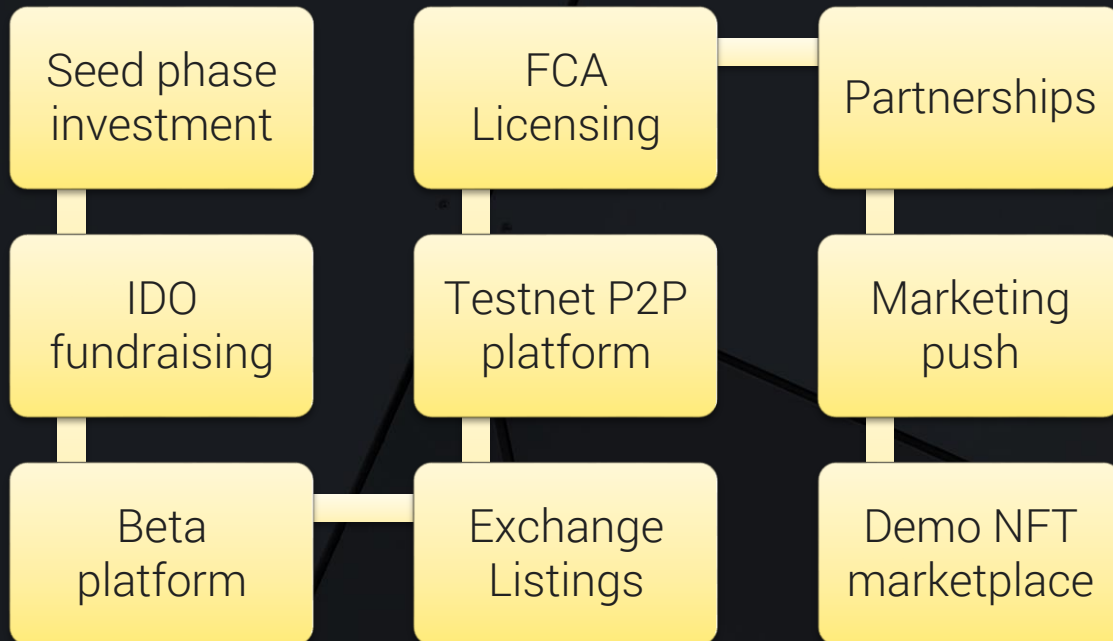 Seed phase
investment
IDO
fundraising
Beta
platform
Exchange
Listings
Testnet P2P
platform
FCA
Licensing
Partnerships
Marketing
push
Demo NFT
marketplace